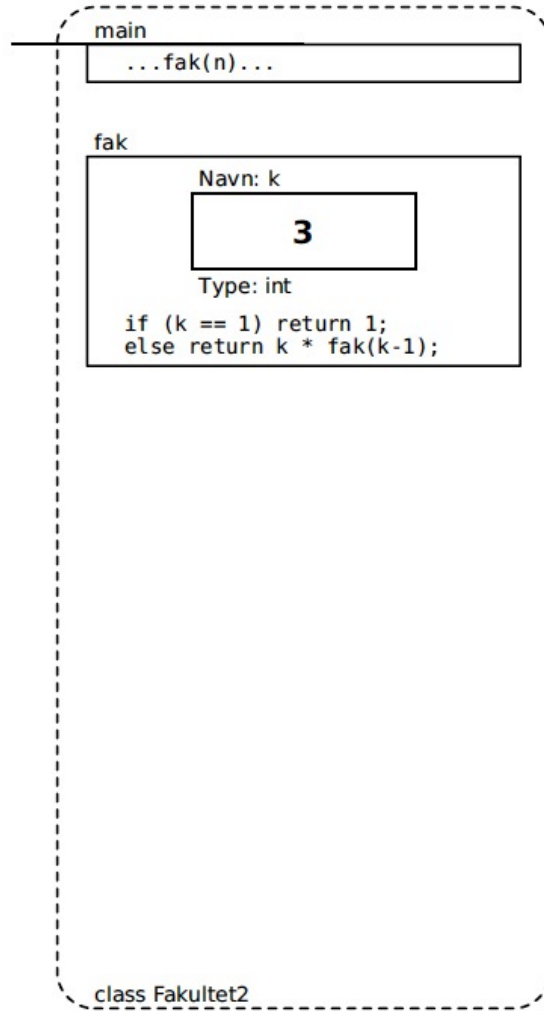 main
...fak(n)...
fak
Navn: k
3
Type: int
if (k == 1) return 1;
else return k * fak(k-1);
class Fakultet2